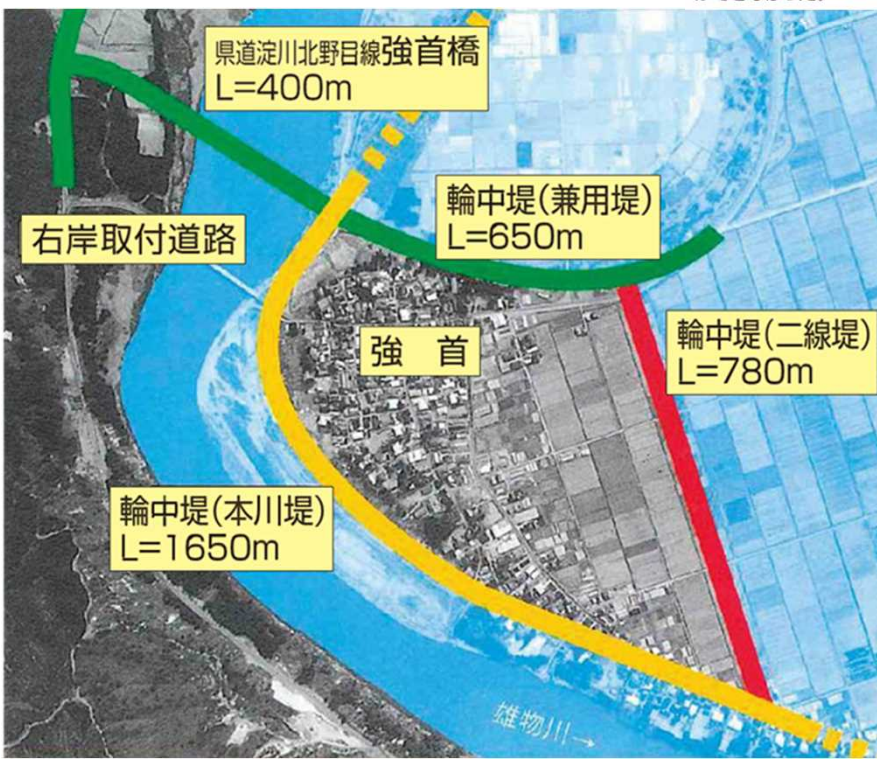 県道淀川北野目線強首橋
L=400m
輪中堤(兼用堤)
L=650m
右岸取付道路
輪中堤(二線堤)
L=780m
強 首
輪中堤(本川堤)
L=1650m
雄物川→